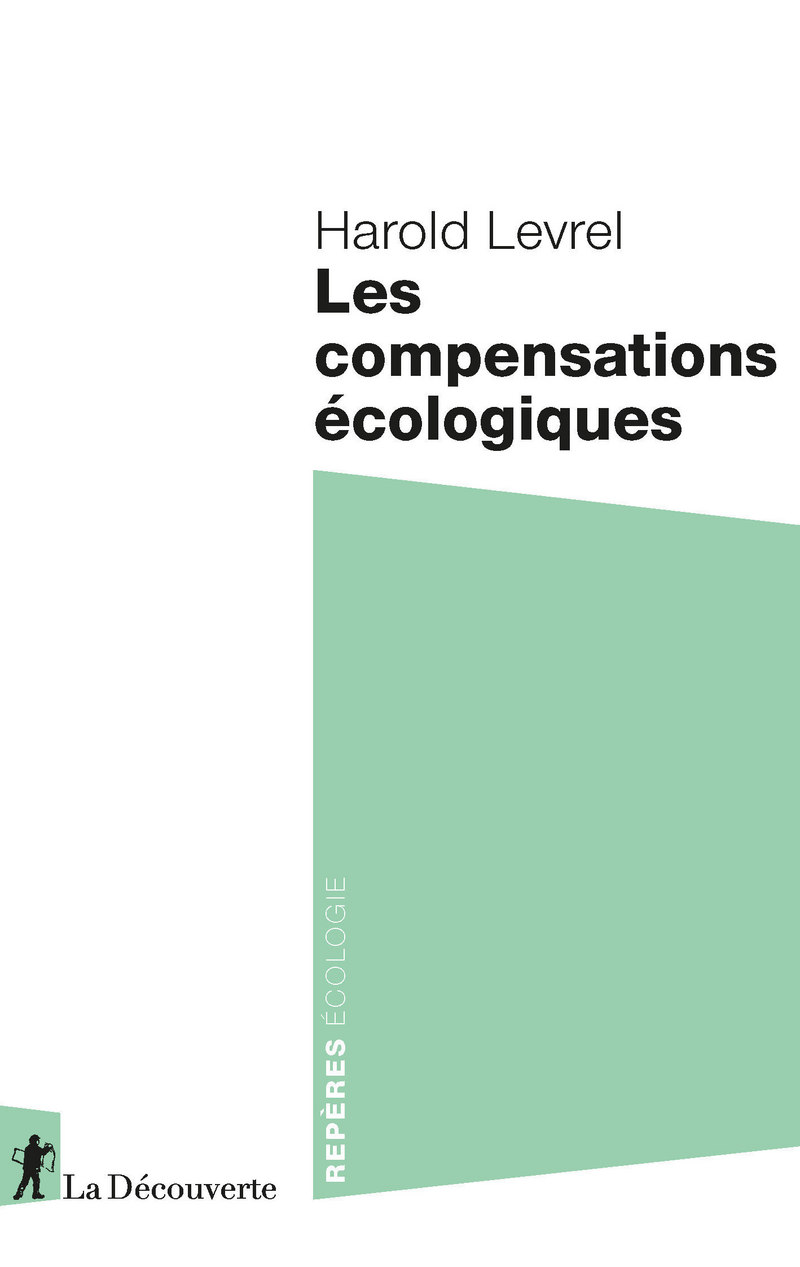 Harold Levrel
Les
compensations
écologiques
REPÈRES ÉCOLOGIE
La Découverte